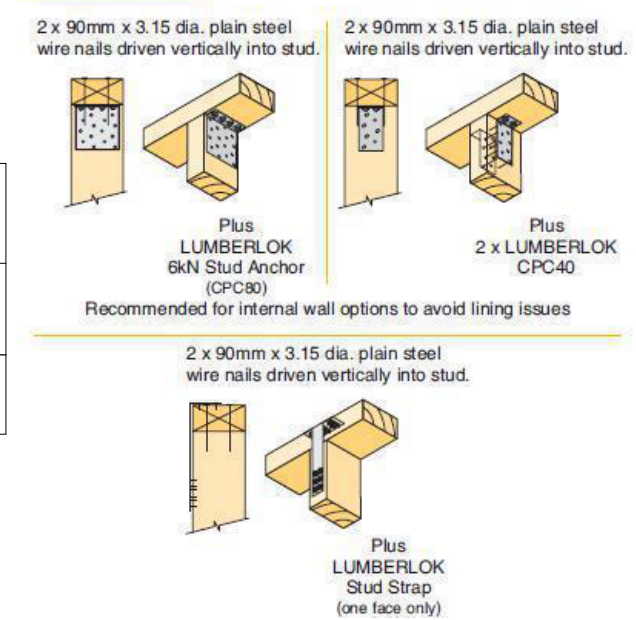 2 x 90mm x 3.15 dia. plain steel
wire nails driven vertically into stud.
Plus
LUMBERLOK
6kN Stud Anchor
(CPC80)
2 x 90mm x 3.15 dia. plain steel
wire nails driven vertically into stud.
Plus
2 x LUMBERLOK
CPC40
Recommended for internal wall options to avoid lining issues
2 x 90mm x 3.15 dia. plain steel
wire nails driven vertically into stud.
Plus
LUMBERLOK
Stud Strap
(one face only)